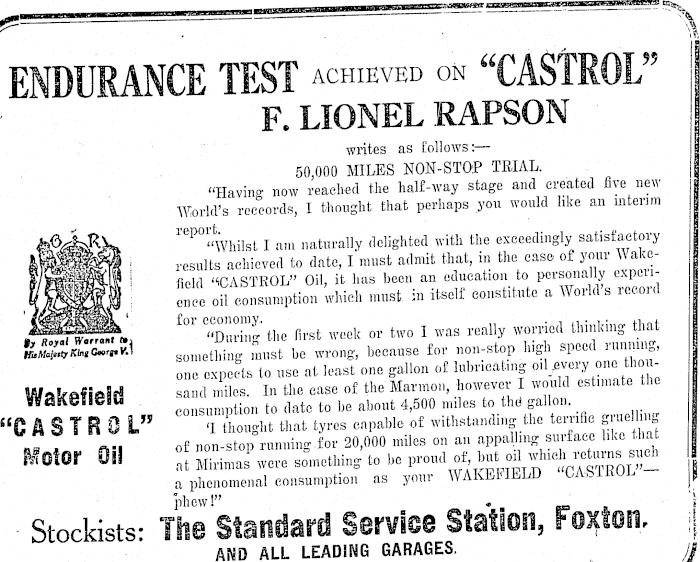 ENDURANCE TEST ACHIEVED ON "CASTROL"
F. LIONEL RAPSON
writes as follows:—
50,000 MILES NON-STOP TRIAL.
"Having now reached the half-way stage and created five new
World's receords, I thought that perhaps you would like an interim
report.
"Whilst I am naturally delighted with the exceedingly satisfactory
results achieved to date, I must admit that, in the case of your Wake-
field "CASTROL" Oil, it has been an education to personally experi-
ence oil consumption which must in itself constitute a World's record
for economy.
"During the first week or two I was really worried thinking that
something must be wrong, because for non-stop high speed running,
one expects to use at least one gallon of lubricating oil every one thou-
sand miles. In the case of the Marmon, however I would estimate the
consumption to date to be about 4,500 miles to the gallon.
'I thought that tyres capable of withstanding the terrific gruelling
of non-stop running for 20,000 miles on an appalling surface like that
at Mirimas were something to be proud of, but oil which returns such
a phenomenal consumption as your WAKEFIELD "CASTROL"—
phew!"
G R
By Royal Warrant to
His Majesty King George V.
Wakefield
"CASTROL"
Motor Oil
Stockists: The Standard Service Station, Foxton.
AND ALL LEADING GARAGES.